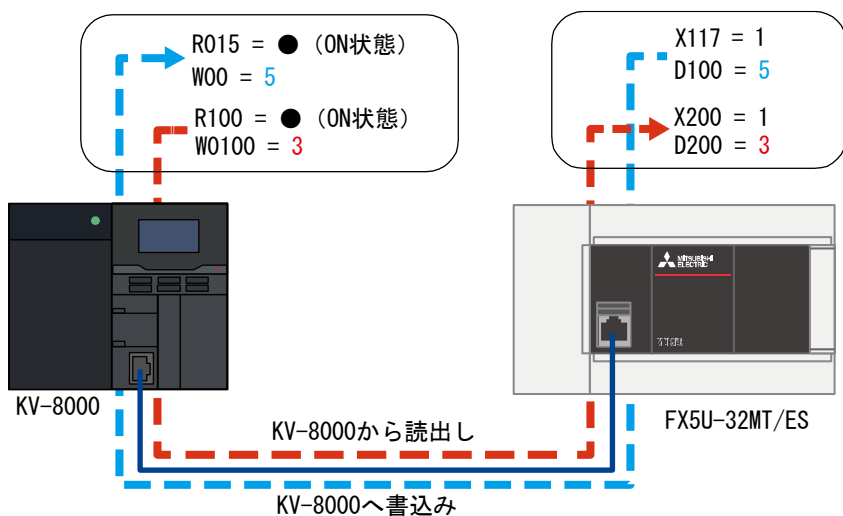 R015 = ● (ON状態)
W00 = 5
R100 = ● (ON状態)
W0100 = 3
X117 = 1
D100 = 5
X200 = 1
D200 = 3
MITSUBISHI
ELECTRIC
KV-8000
FX5U-32MT/ES
KV-8000から読出し
KV-8000へ書込み